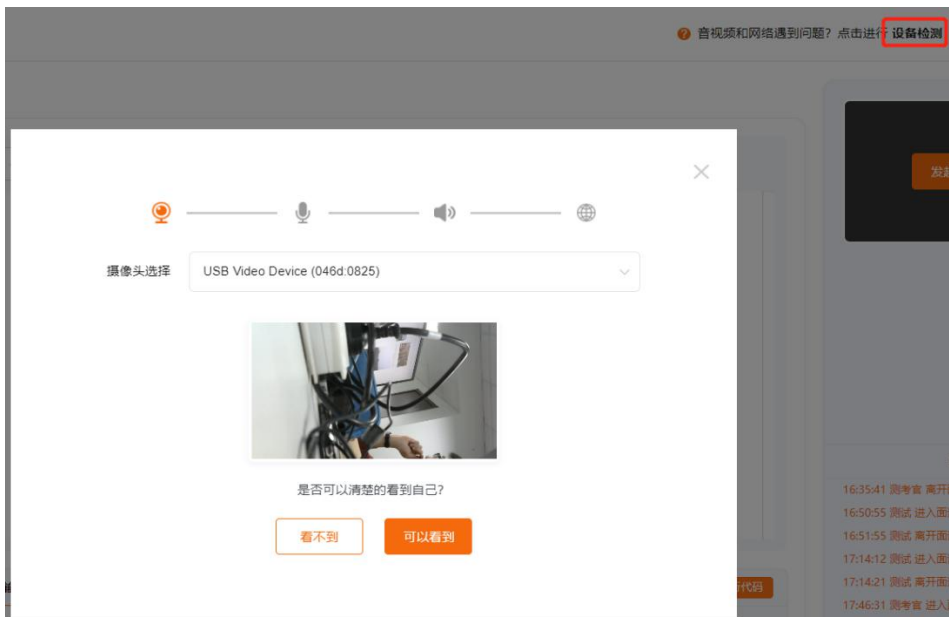 音视频和网络遇到问题？点击进行 设备检测
摄像头选择
USB Video Device (046d:0825)
是否可以清楚的看到自己？
看不到
可以看到
16:35:41 测考官 离开
16:50:55 测试 进入面
16:51:55 测试 离开面
17:14:12 测试 进入面
17:14:21 测试 离开面
17:46:31 测考官 进入
代码